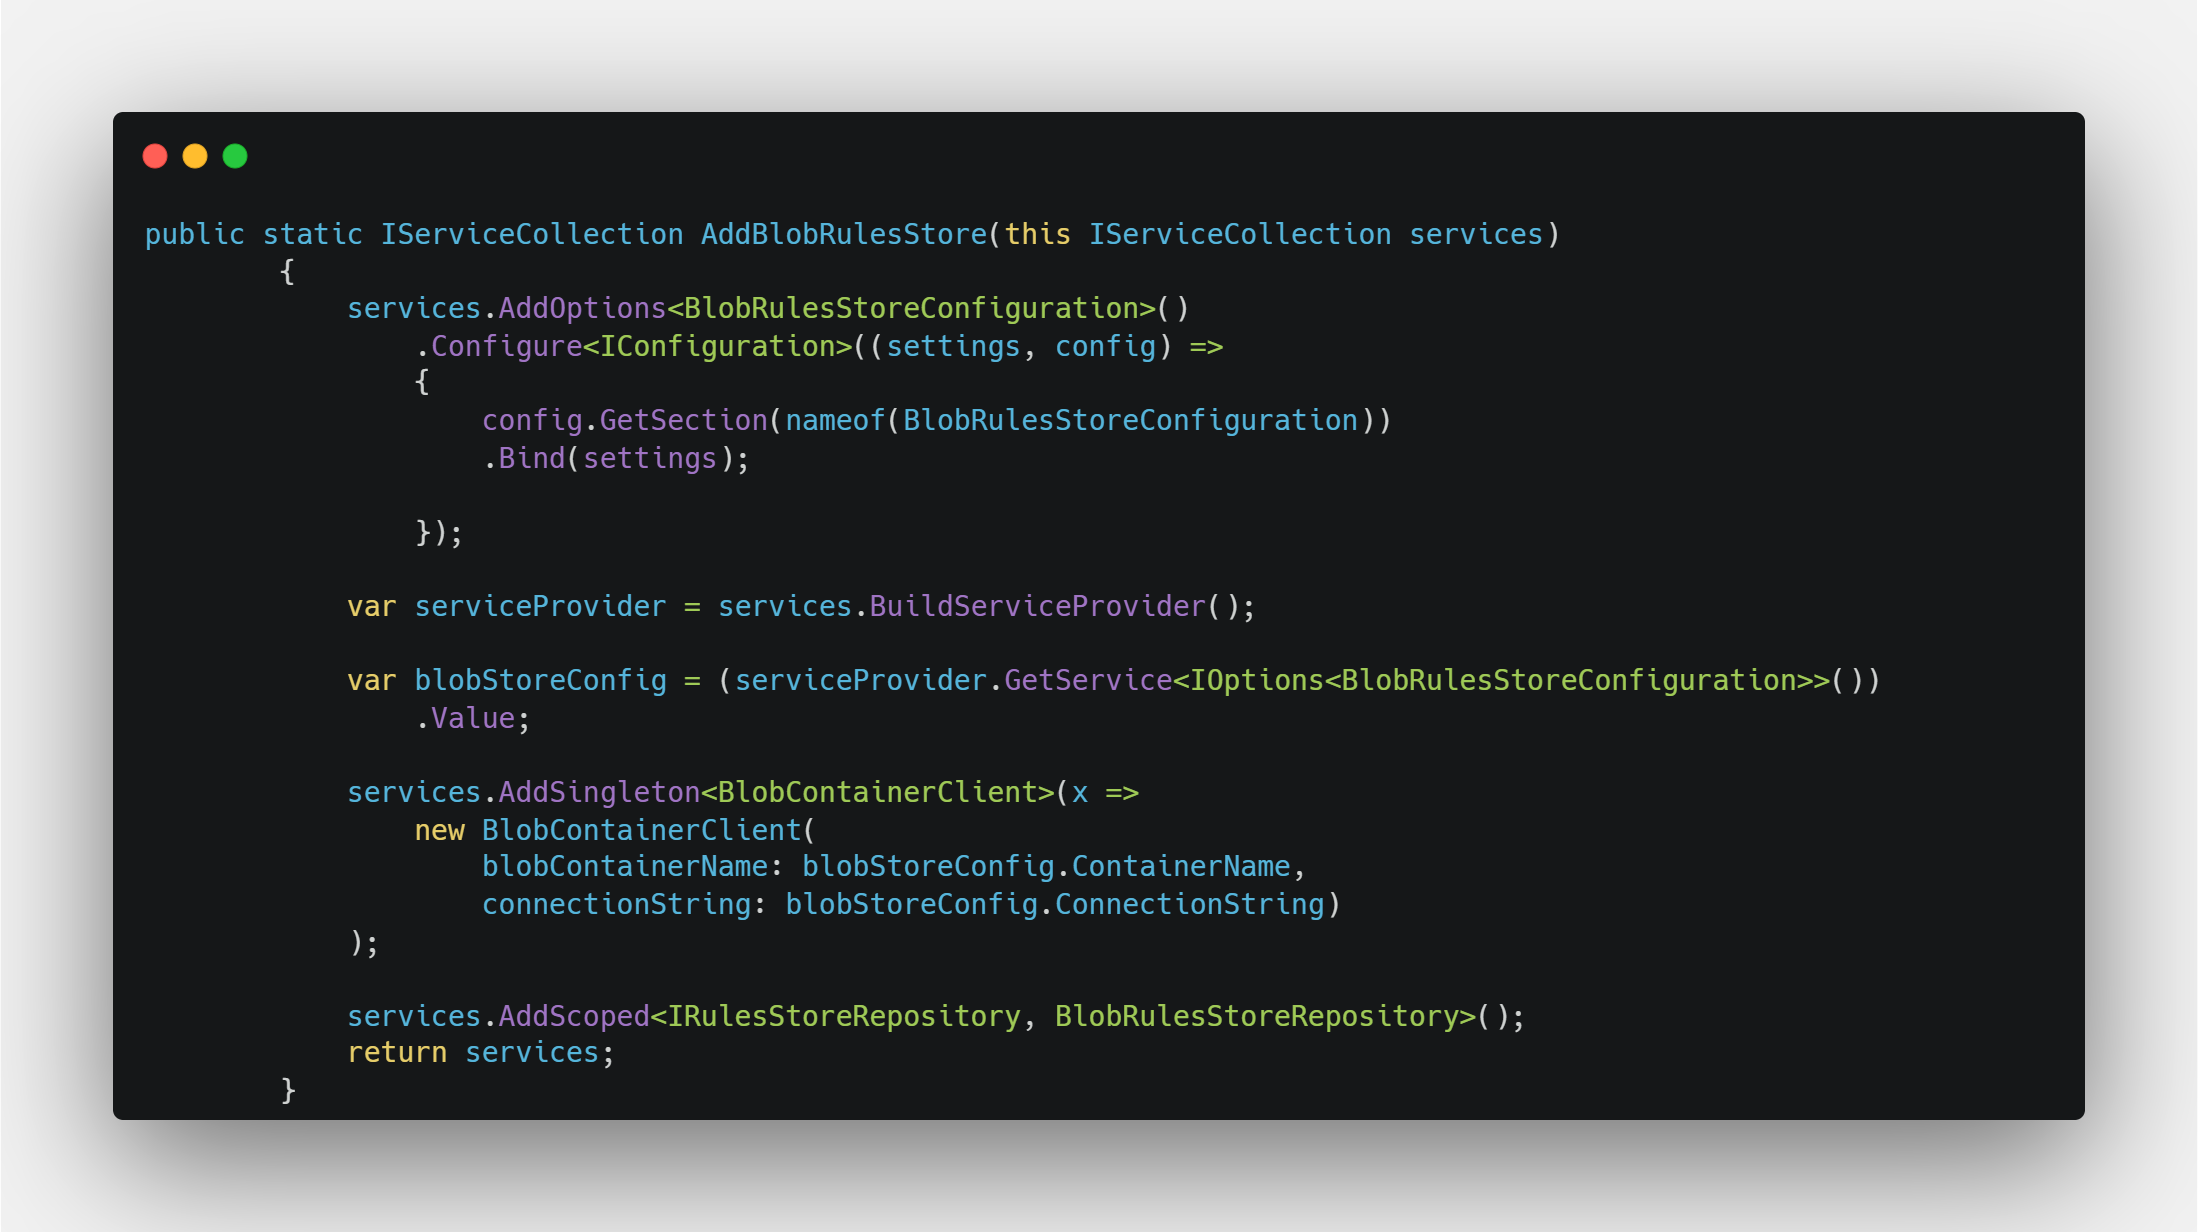 public static IServiceCollection AddBlobRulesStore(this IServiceCollection services)
        {
            services.AddOptions<BlobRulesStoreConfiguration>()
                .Configure<IConfiguration>((settings, config) =>
                {
                    config.GetSection(nameof(BlobRulesStoreConfiguration))
                    .Bind(settings);

                });

            var serviceProvider = services.BuildServiceProvider();

            var blobStoreConfig = (serviceProvider.GetService<IOptions<BlobRulesStoreConfiguration>>())
                .Value;

            services.AddSingleton<BlobContainerClient>(x =>
                new BlobContainerClient(
                    blobContainerName: blobStoreConfig.ContainerName,
                    connectionString: blobStoreConfig.ConnectionString)
            );

            services.AddScoped<IRulesStoreRepository, BlobRulesStoreRepository>();
            return services;
        }